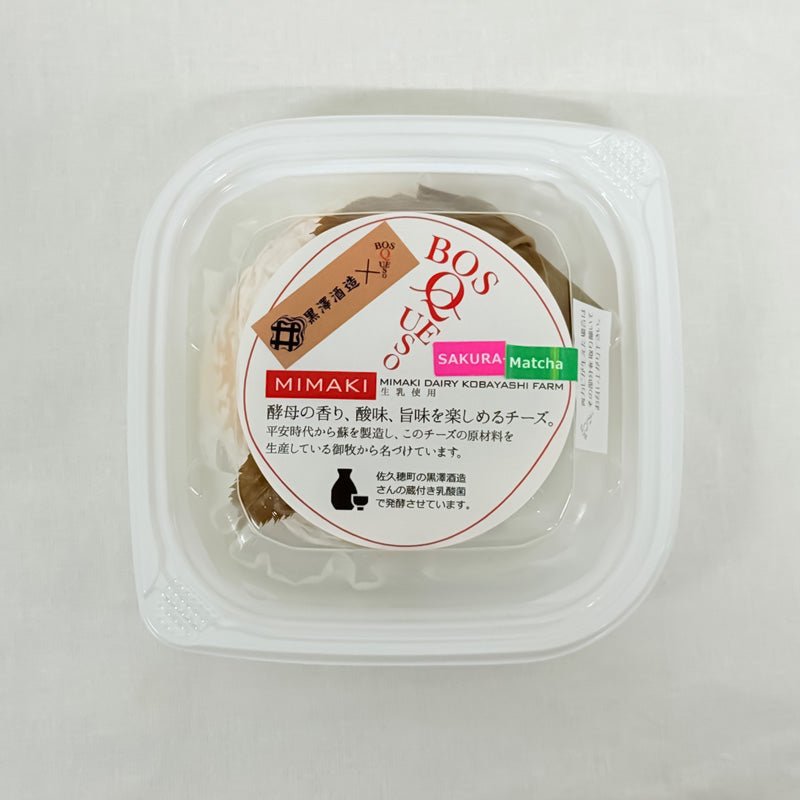 BOS
Q
UE
SO
黒澤酒造
×
BOS
Q
UE
SO
SAKURA
Matcha
MIMAKI
MIMAKI DAIRY KOBAYASHI FARM
生乳使用
酵母の香り、酸味、旨味を楽しめるチーズ。
平安時代から蘇を製造し、このチーズの原材料を
生産している御牧から名づけています。
佐久穂町の黒澤酒造
さんの蔵付き乳酸菌
で発酵させています。